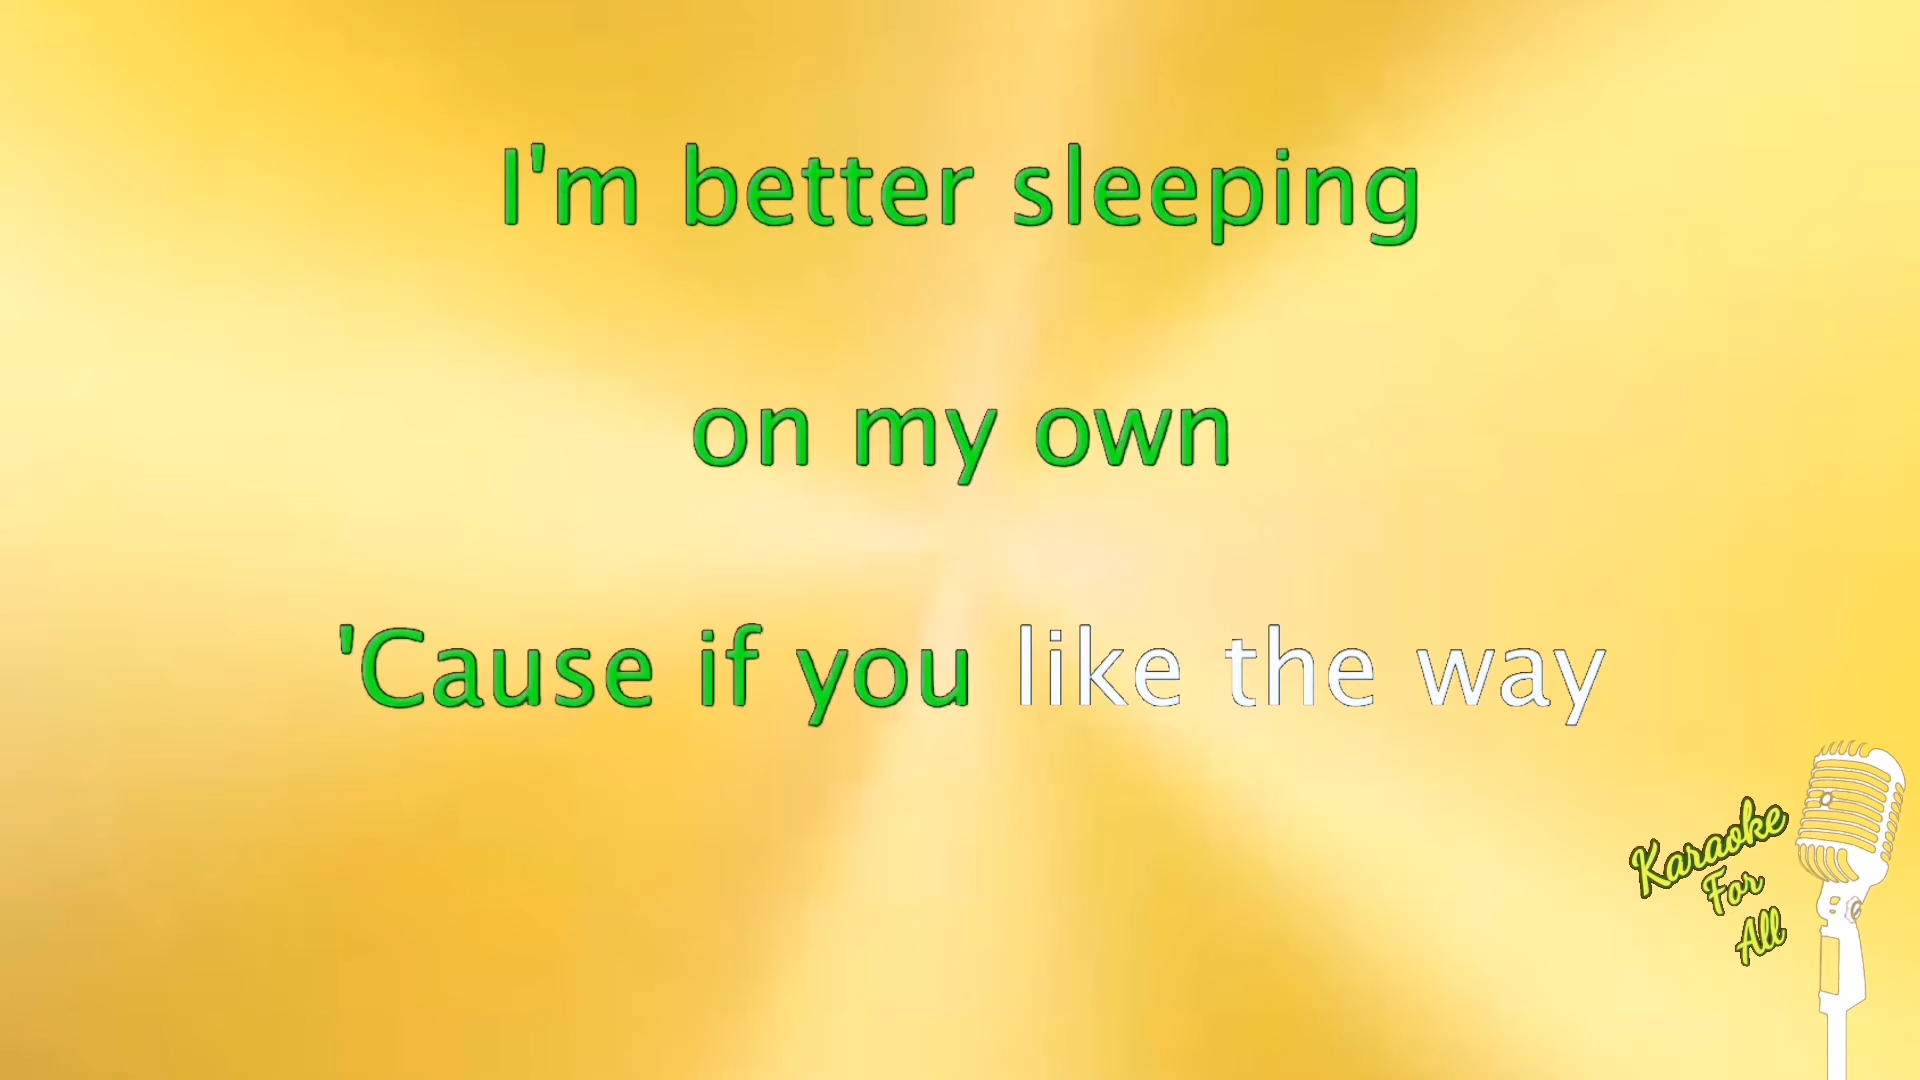 I'm better sleeping
on my own
'Cause if you like the way
Karaoke
For
All